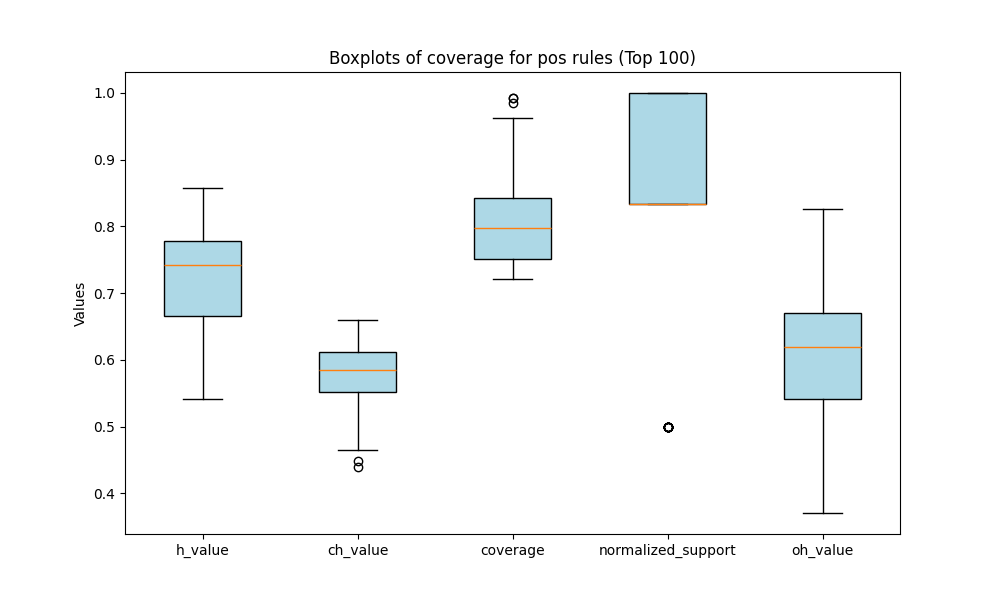 Boxplots of coverage for pos rules (Top 100)
Values
1.0
0.9
0.8
0.7
0.6
0.5
0.4
h_value
ch_value
coverage
normalized_support
oh_value